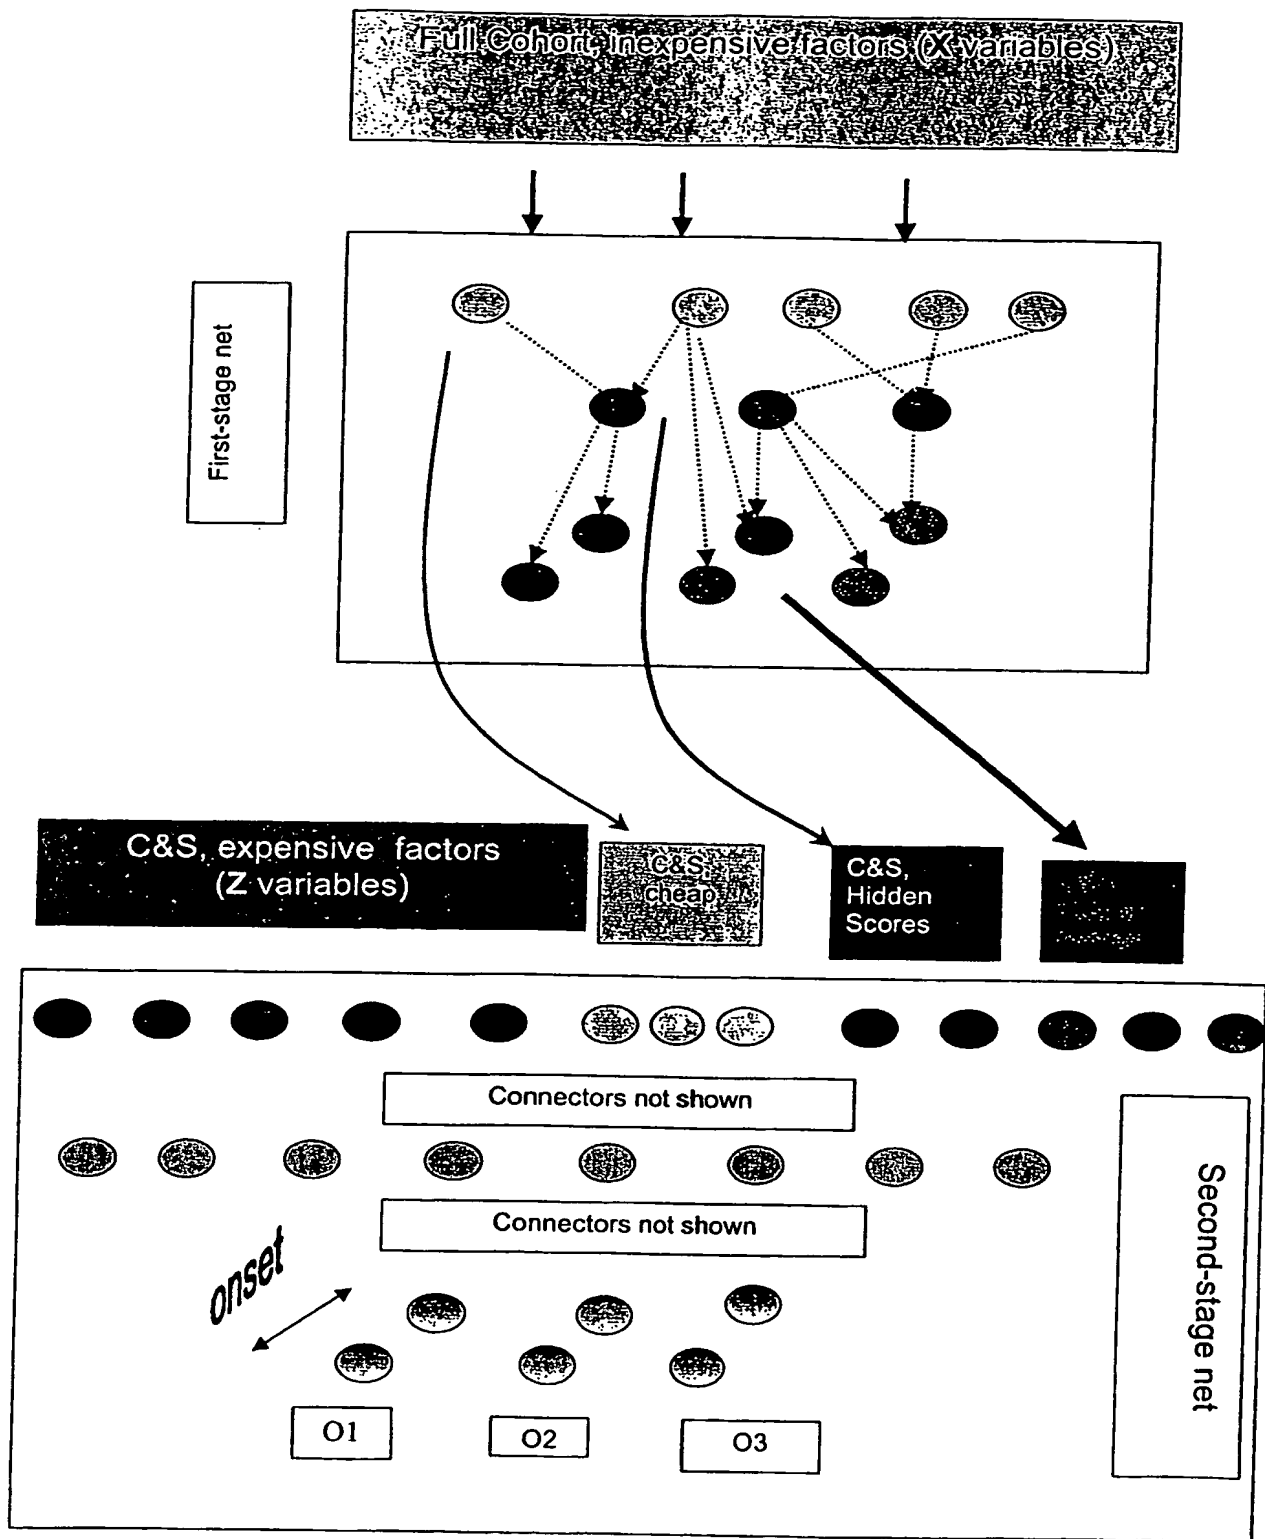 Full Cohort, inexpensive factors (X variables)
First-stage net
C&S, expensive factors
(Z variables)
C&S,
cheap
C&S,
Hidden
Scores
Connectors not shown
Connectors not shown
onset
Second-stage net
O1
O2
O3